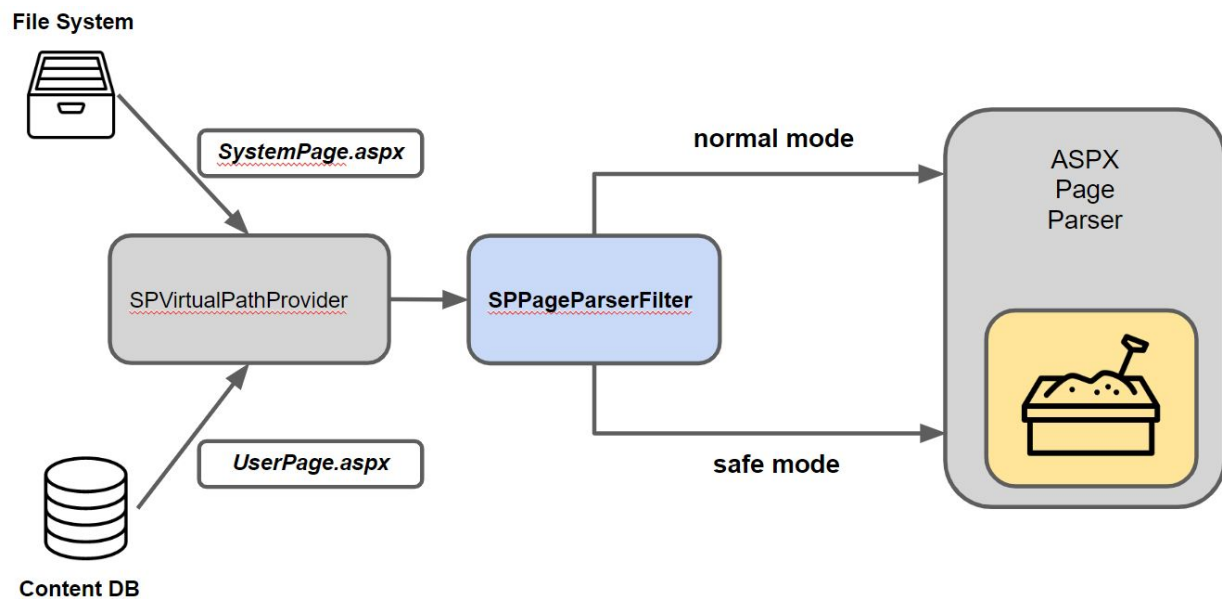 File System
SystemPage.aspx
normal mode
ASPX
Page
Parser
SPVirtualPathProvider
SPPageParserFilter
UserPage.aspx
safe mode
Content DB